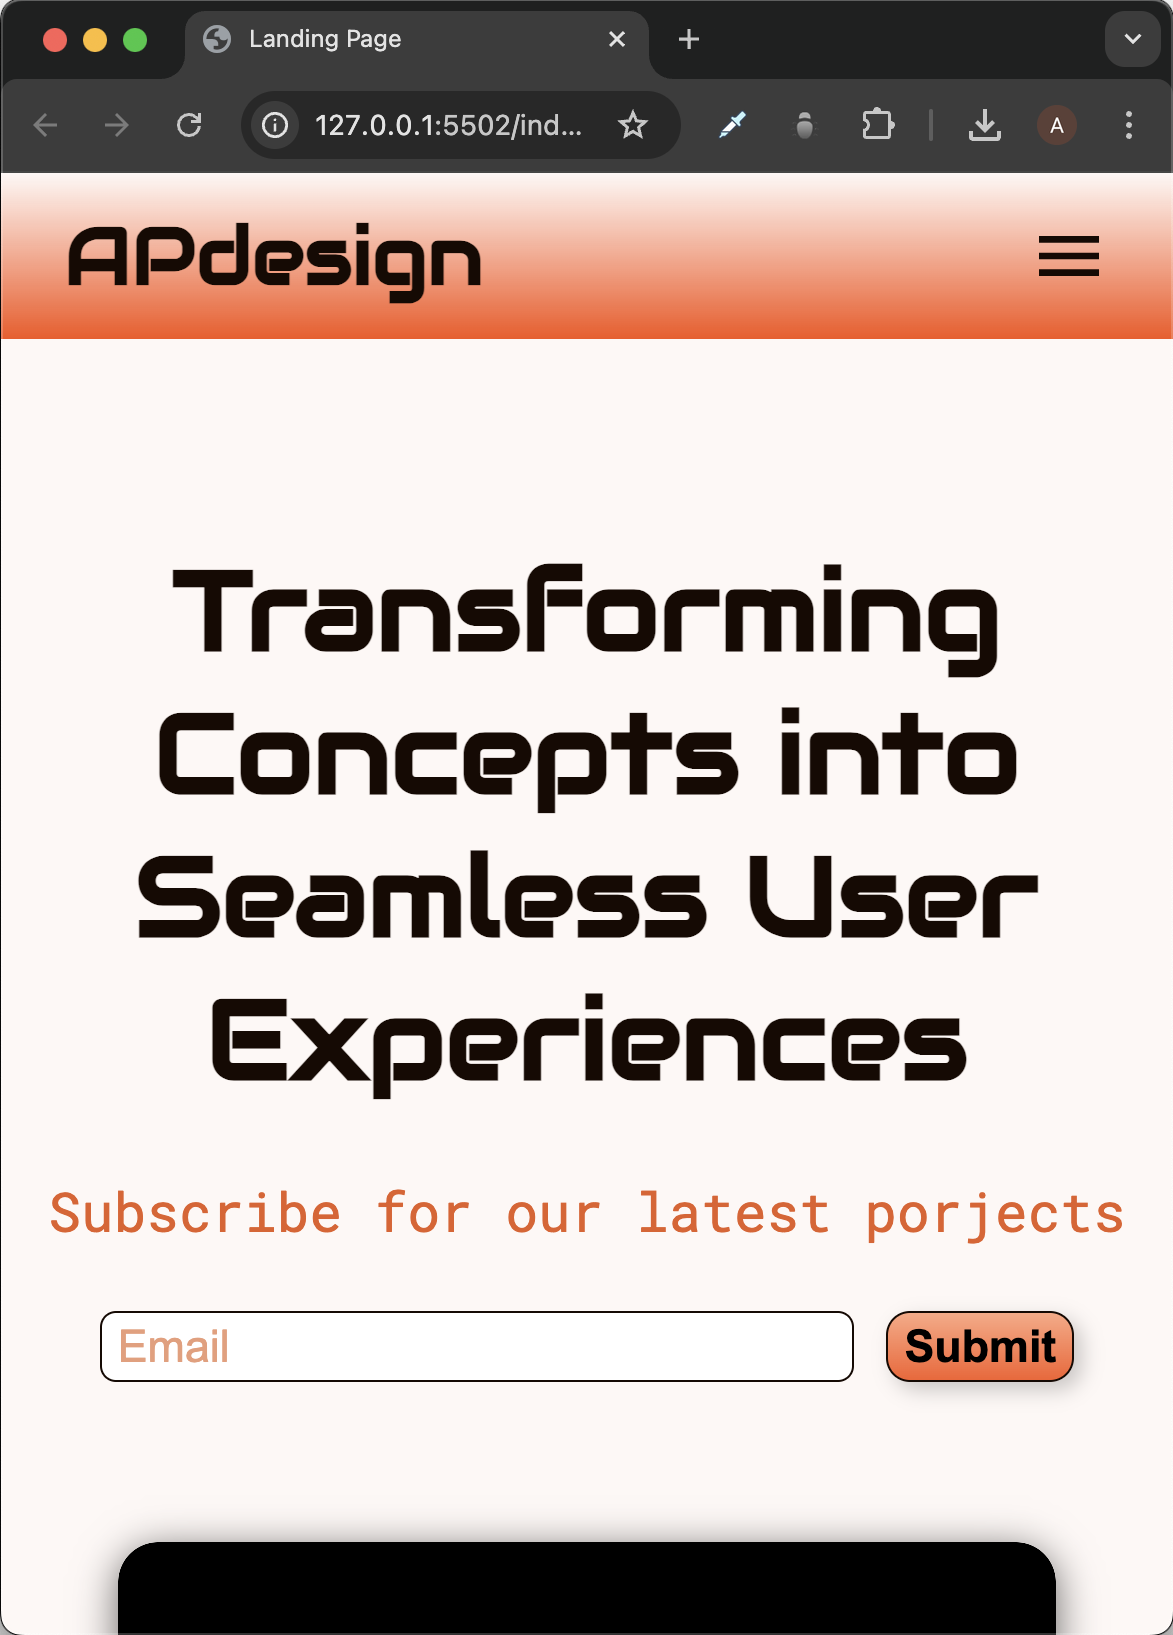 Landing Page
127.0.0.1:5502/ind...
A
APdesign
Transforming
Concepts into
Seamless User
Experiences
Subscribe for our latest porjects
Email
Submit